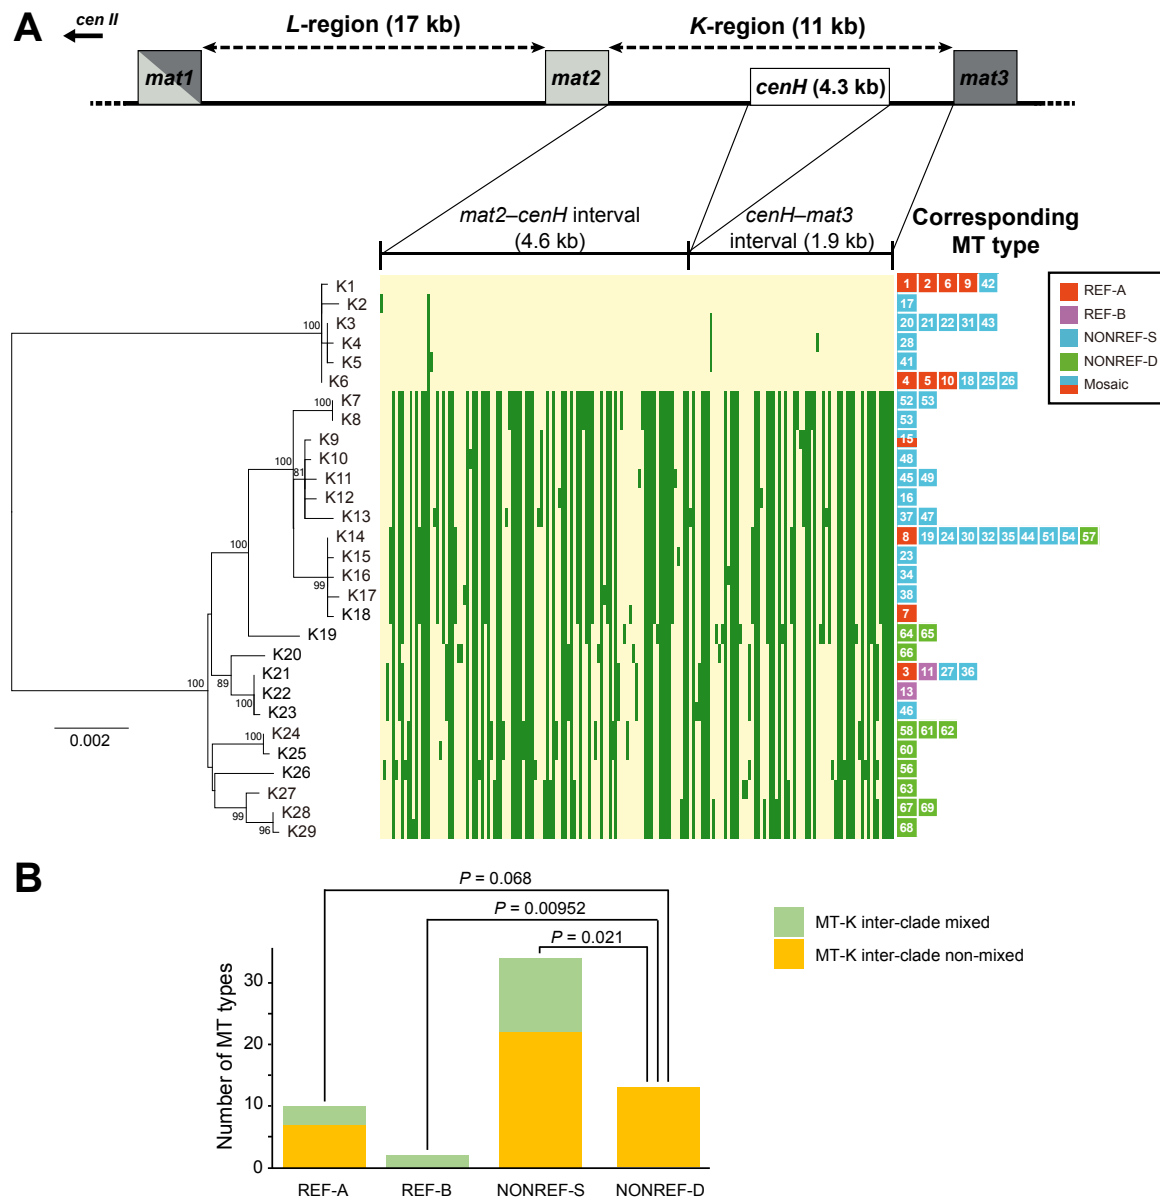 A
cen II
L-region (17 kb)
K-region (11 kb)
mat1
mat2
cenH (4.3 kb)
mat3
mat2–cenH interval
(4.6 kb)
cenH–mat3
interval (1.9 kb)
Corresponding
MT type
K1 1 2 6 9 42
K2 17
K3 20 21 22 31 43
K4 28
K5 41
K6 4 5 10 18 25 26
K7 52 53
K8 53
K9 15
K10 48
K11 45 49
K12 16
K13 37 47
K14 8 19 24 30 32 35 44 51 54 57
K15 23
K16 34
K17 38
K18 7
K19 64 65
K20 66
K21 3 11 27 36
K22 13
K23 46
K24 58 61 62
K25 60
K26 56
K27 63
K28 67 69
K29 68
100
100
100
81
100
99
100
89
100
100
99
96
0.002
REF-A
REF-B
NONREF-S
NONREF-D
Mosaic
B
P = 0.068
P = 0.00952
P = 0.021
MT-K inter-clade mixed
MT-K inter-clade non-mixed
Number of MT types
30
20
10
0
REF-A
REF-B
NONREF-S
NONREF-D